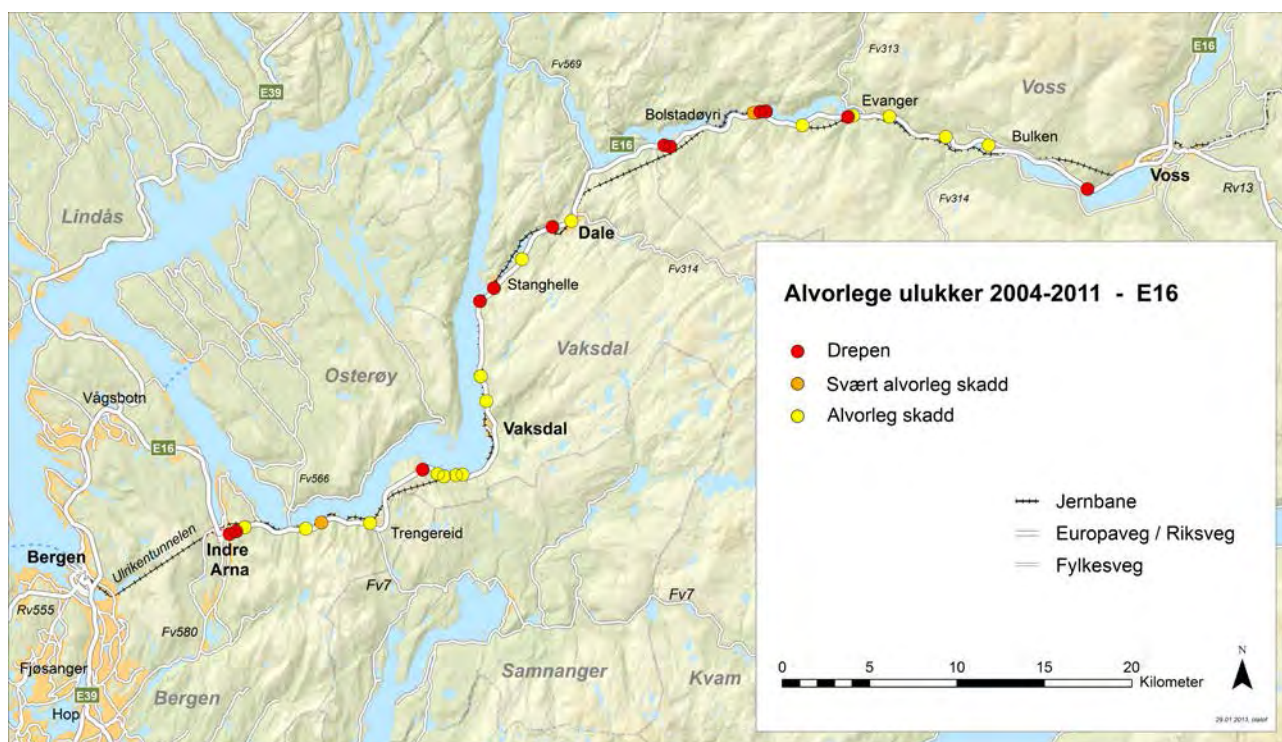 Fv313
E16
E39
Fv569
Voss
Bolstadøyri
Evanger
E16
Bulken
Voss
Rv13
Fv314
Lindås
Dale
Fv314
Stanghelle
Vaksdal
Osterøy
Vågsbotn
Vaksdal
E16
Fv566
Trengereid
Indre
Arna
Ulrikentunnelen
Bergen
Rv555
Fv7
Fv7
Fv580
Fjøsanger
Samnanger
Kvam
Bergen
E39
Hop
Alvorlege ulukker 2004-2011 - E16
Drepen
Svært alvorleg skadd
Alvorleg skadd
Jernbane
Europaveg / Riksveg
Fylkesveg
0 5 10 15 20
Kilometer
N